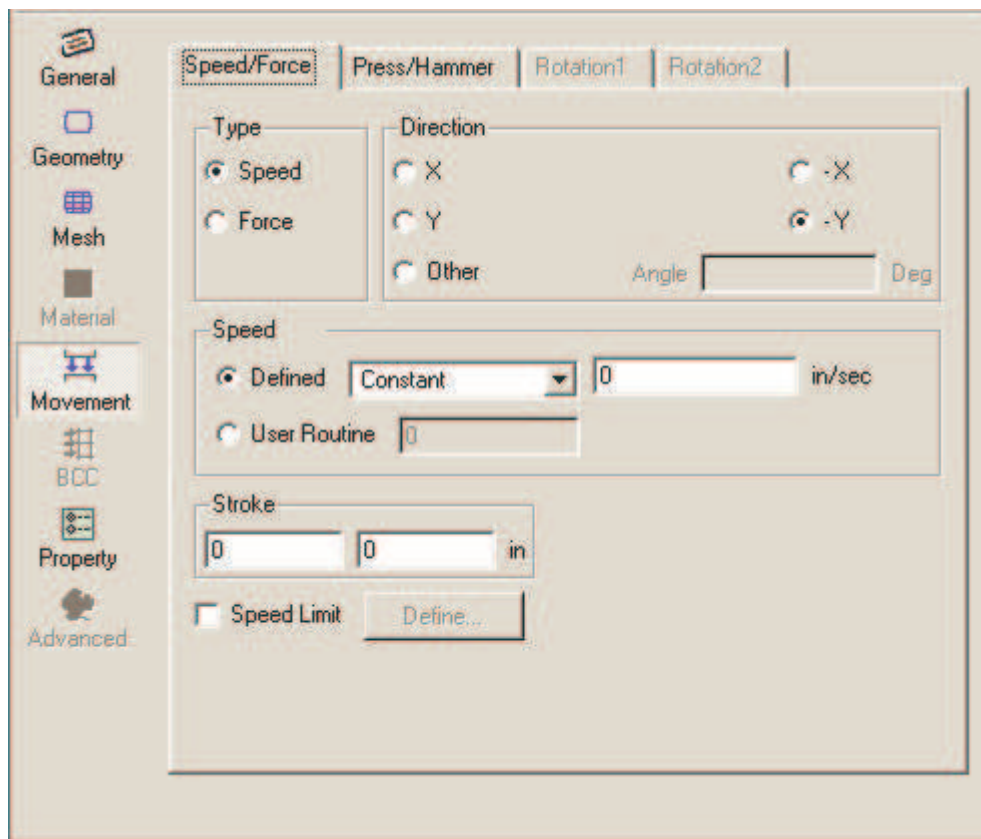 General
Geometry
Mesh
Material
Movement
BCC
Property
Advanced
Speed/Force Press/Hammer Rotation1 Rotation2
Type Direction
Speed X -X
Force Y -Y
Other Angle Deg
Speed
Defined Constant 0 in/sec
User Routine 0
Stroke
0 0 in
Speed Limit Define...